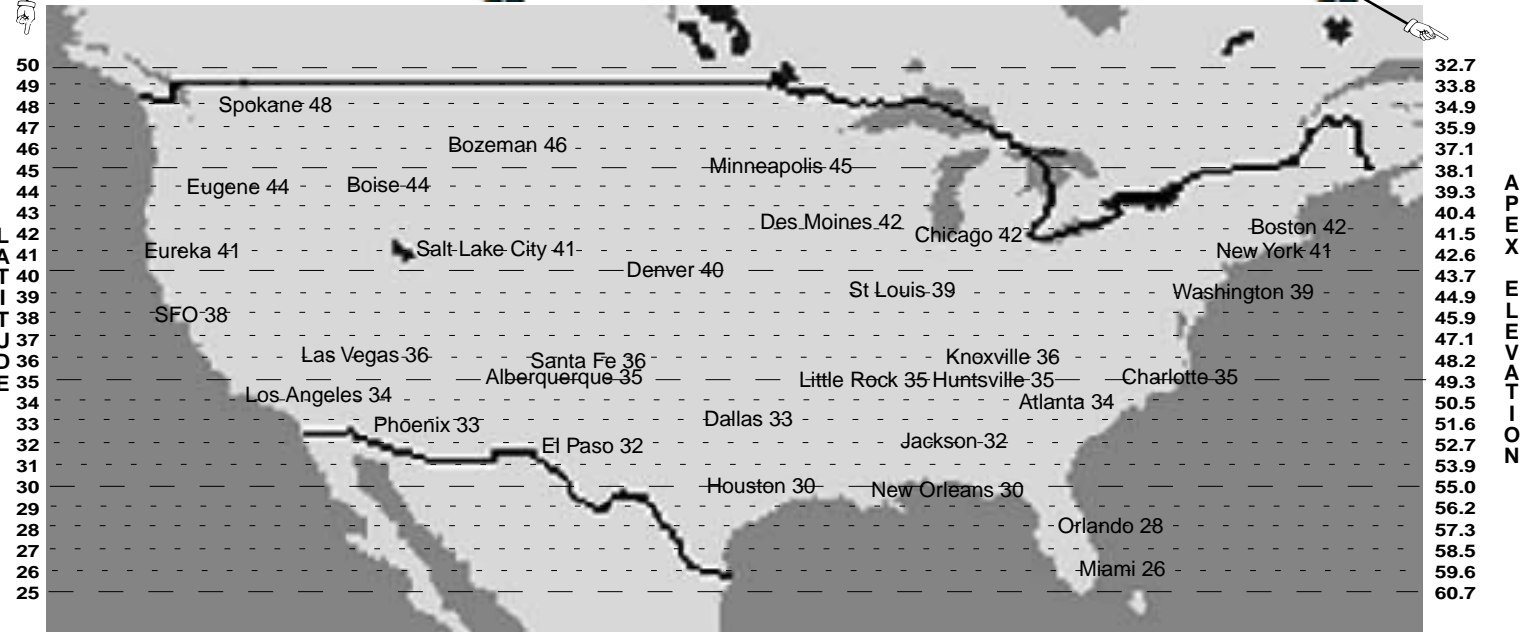 LATITUDE
50
49
48
47
46
45
44
43
42
41
40
39
38
37
36
35
34
33
32
31
30
29
28
27
26
25
Spokane 48
Bozeman 46
Minneapolis 45
Eugene 44
Boise 44
Des Moines 42
Chicago 42
Boston 42
Eureka 41
Salt Lake City 41
New York 41
Denver 40
St Louis 39
Washington 39
SFO 38
Las Vegas 36
Santa Fe 36
Knoxville 36
Alberquerque 35
Little Rock 35
Huntsville 35
Charlotte 35
Los Angeles 34
Atlanta 34
Phoenix 33
Dallas 33
El Paso 32
Jackson 32
Houston 30
New Orleans 30
Orlando 28
Miami 26
32.7
33.8
34.9
35.9
37.1
38.1
39.3
40.4
41.5
42.6
43.7
44.9
45.9
47.1
48.2
49.3
50.5
51.6
52.7
53.9
55.0
56.2
57.3
58.5
59.6
60.7
APEX ELEVATION